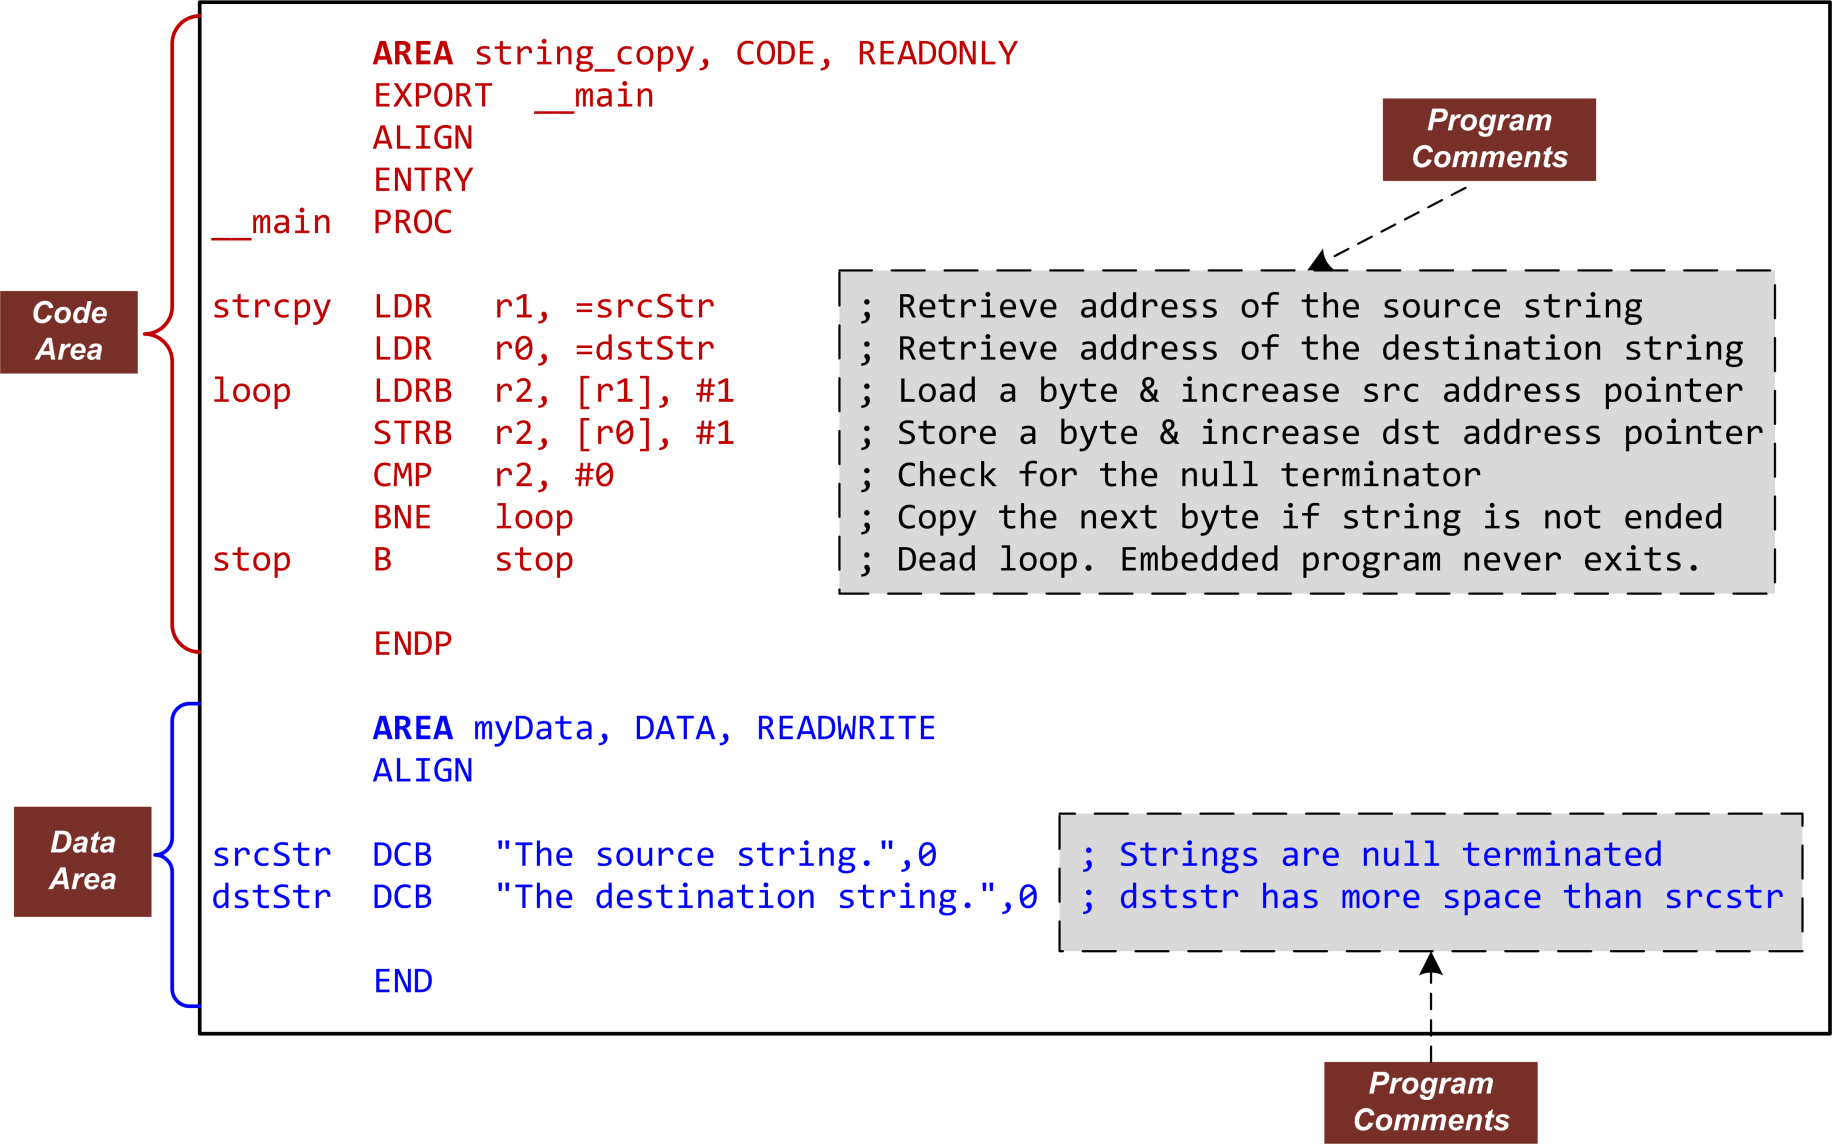 AREA string_copy, CODE, READONLY
EXPORT __main
ALIGN
ENTRY
__main PROC
Program
Comments
Code
Area
strcpy LDR r1, =srcStr ; Retrieve address of the source string
LDR r0, =dstStr ; Retrieve address of the destination string
loop LDRB r2, [r1], #1 ; Load a byte & increase src address pointer
STRB r2, [r0], #1 ; Store a byte & increase dst address pointer
CMP r2, #0 ; Check for the null terminator
BNE loop ; Copy the next byte if string is not ended
stop B stop ; Dead loop. Embedded program never exits.
ENDP
AREA myData, DATA, READWRITE
ALIGN
Data
Area
srcStr DCB "The source string.",0 ; Strings are null terminated
dstStr DCB "The destination string.",0 ; dststr has more space than srcstr
END
Program
Comments